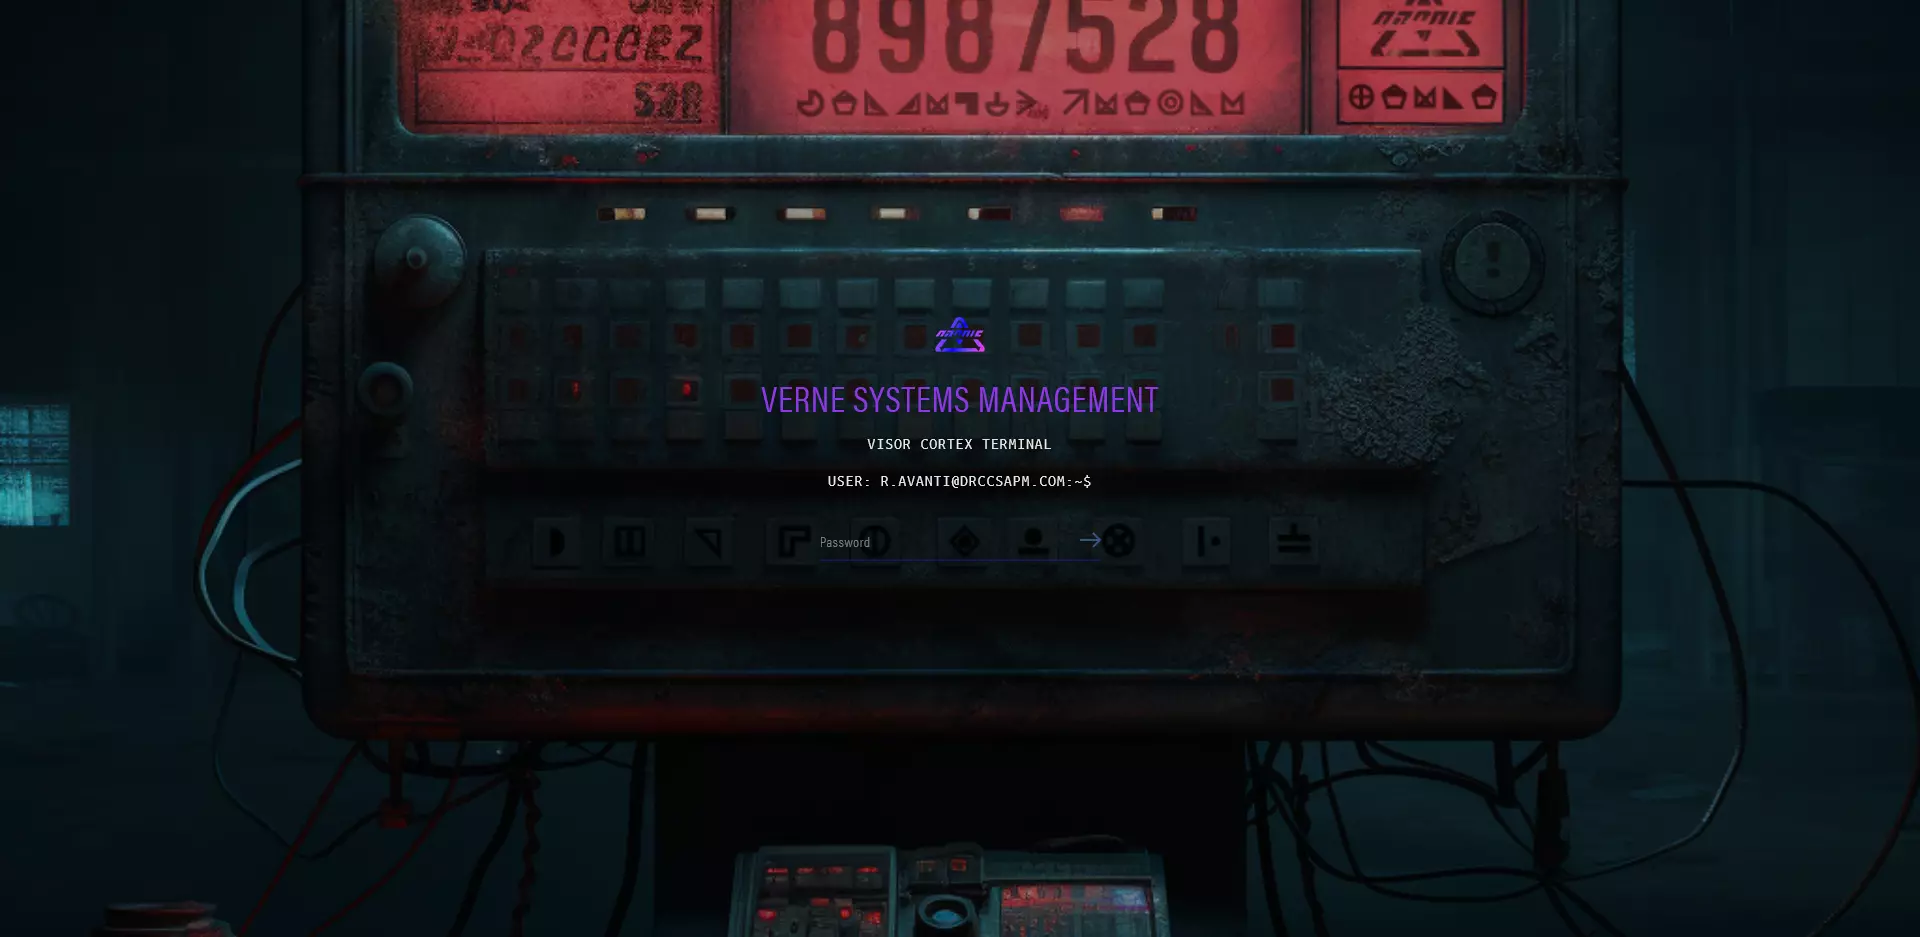 8987528
VERNE SYSTEMS MANAGEMENT
VISOR CORTEX TERMINAL
USER: R.AVANTI@DRCCSAPM.COM:~$
Password